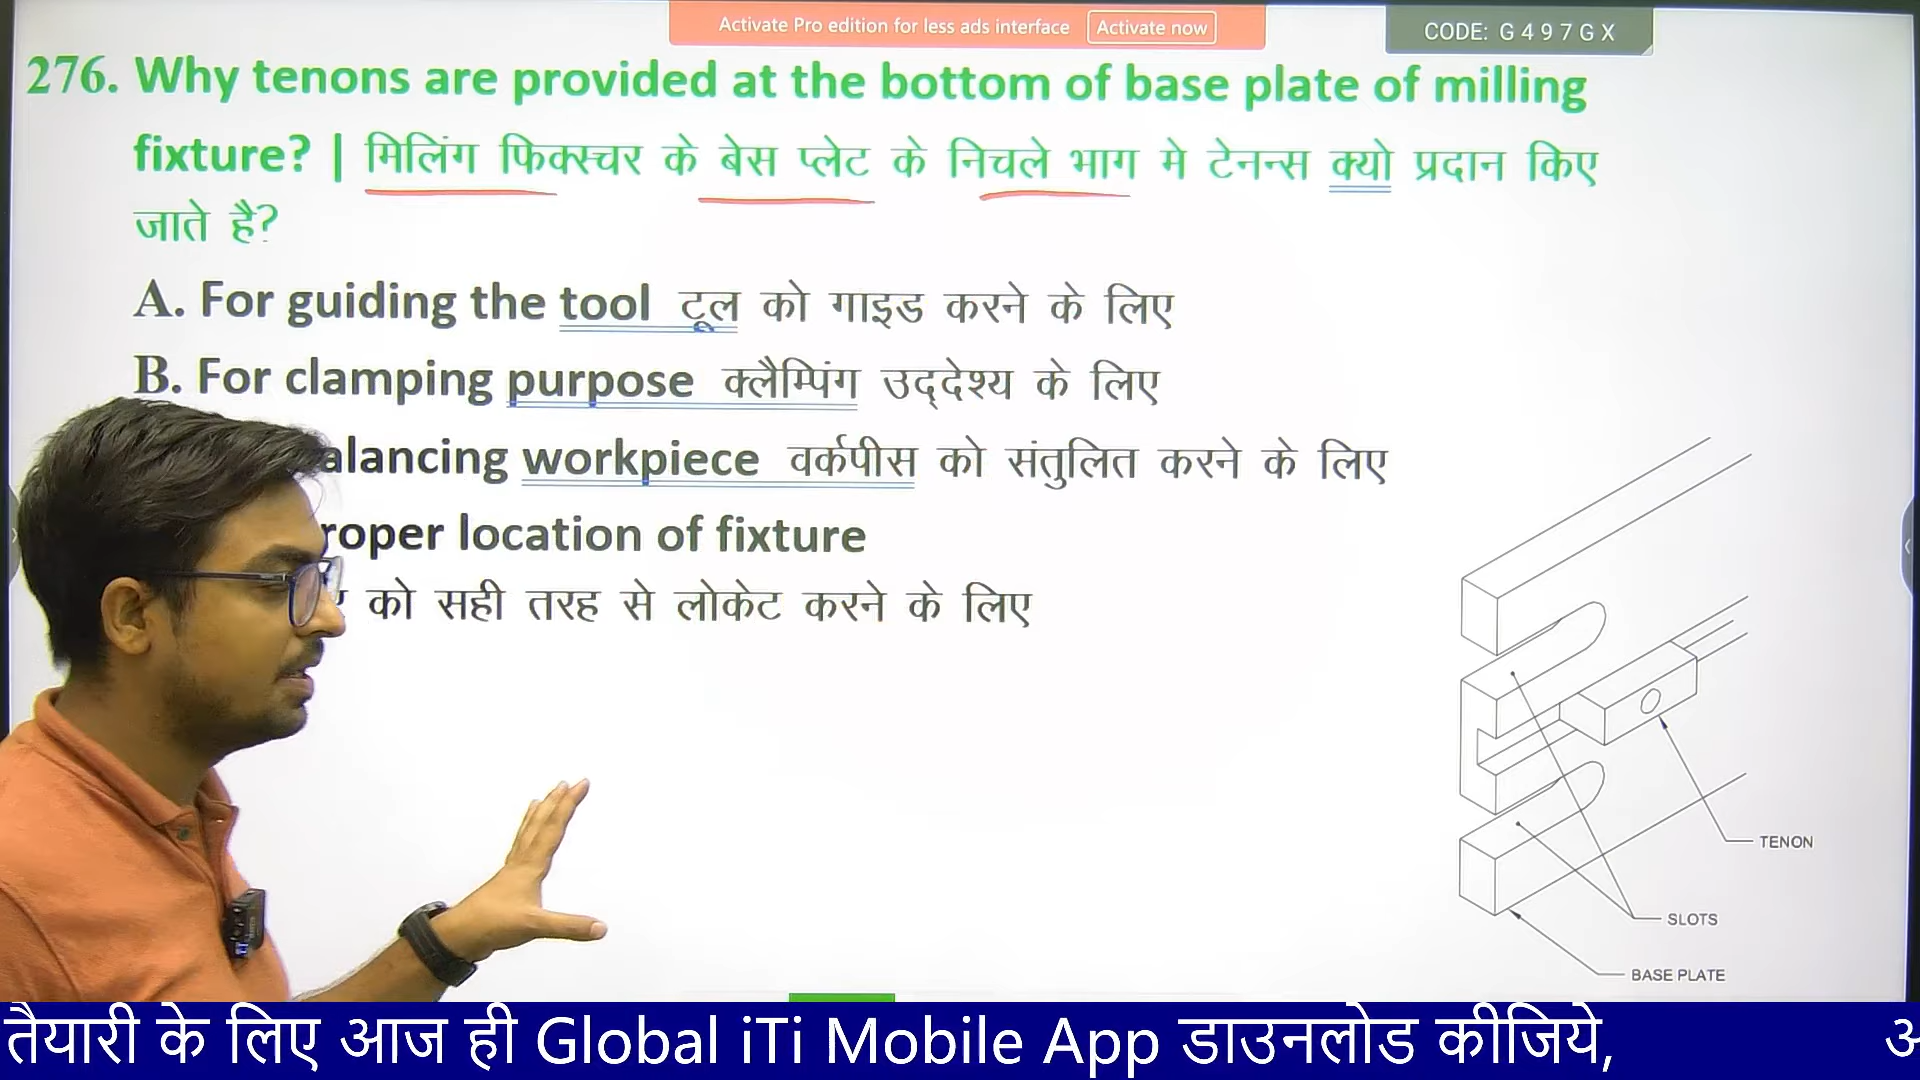 Activate Pro edition for less ads interface Activate now
CODE: G 4 9 7 G X
276. Why tenons are provided at the bottom of base plate of milling
fixture? | मिलिंग फिक्स्चर के बेस प्लेट के निचले भाग मे टेनन्स क्यो प्रदान किए
जाते है?
A. For guiding the tool टूल को गाइड करने के लिए
B. For clamping purpose क्लैम्पिंग उद्देश्य के लिए
alancing workpiece वर्कपीस को संतुलित करने के लिए
roper location of fixture
को सही तरह से लोकेट करने के लिए
TENON
SLOTS
BASE PLATE
तैयारी के लिए आज ही Global iTi Mobile App डाउनलोड कीजिये,